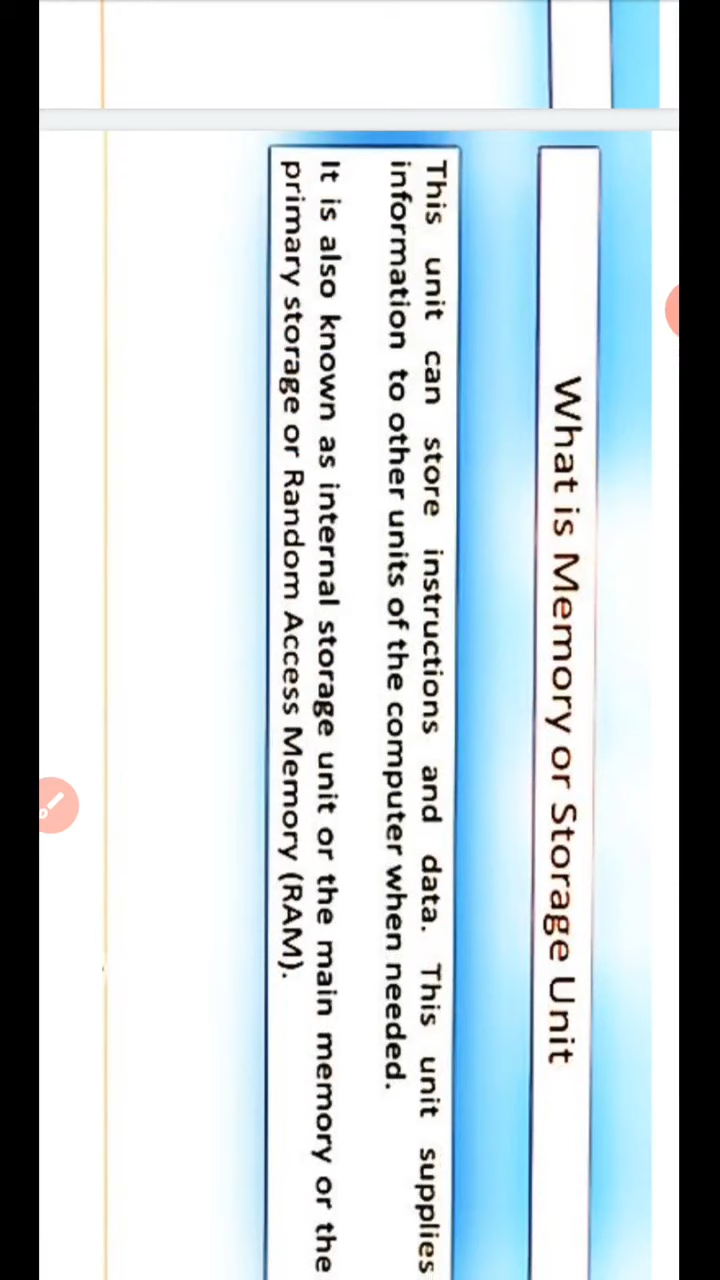 What is Memory or Storage Unit
This unit can store instructions and data. This unit supplies
information to other units of the computer when needed.
It is also known as internal storage unit or the main memory or the
primary storage or Random Access Memory (RAM).